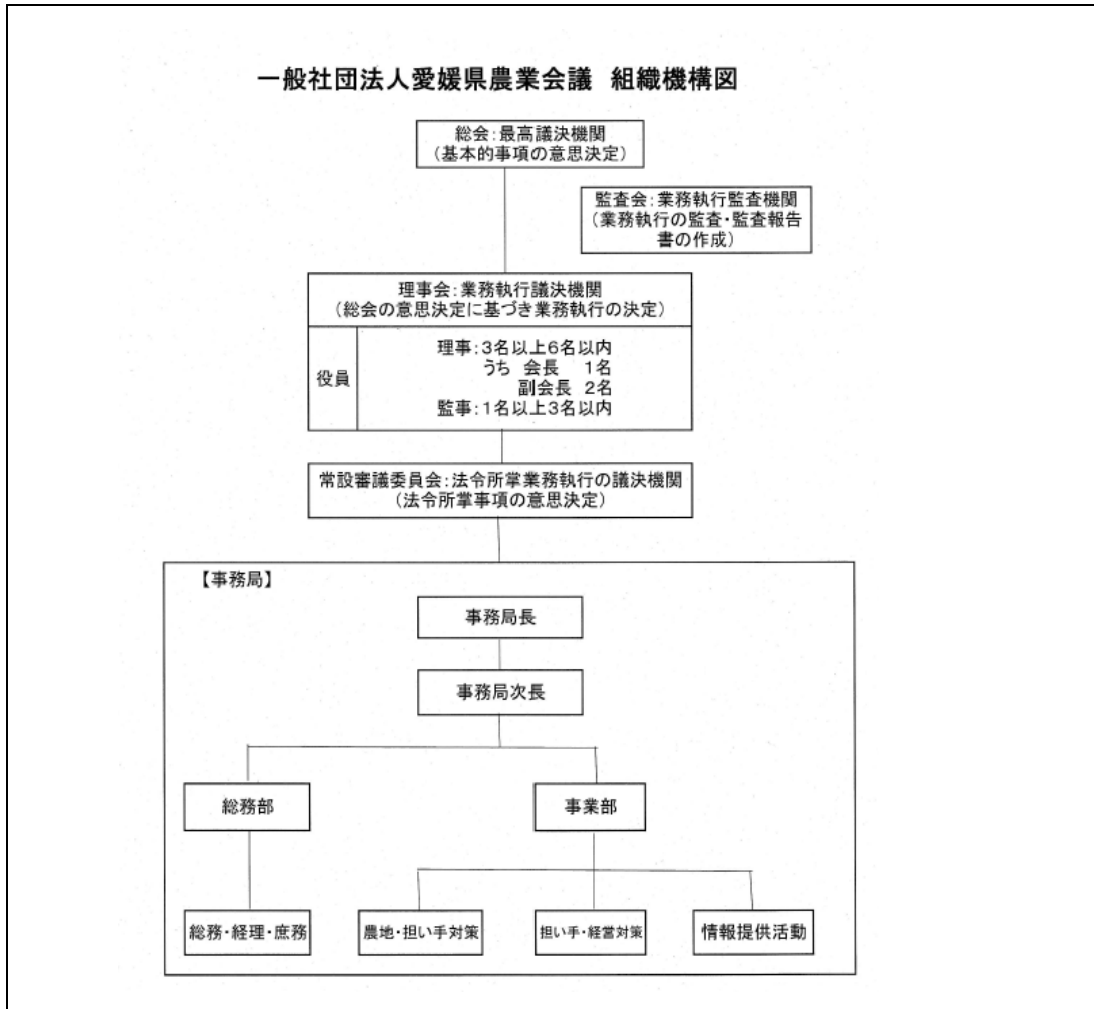 一般社団法人愛媛県農業会議 組織機構図
総会：最高議決機関
（基本的事項の意思決定）
監査会：業務執行監査機関
（業務執行の監査・監査報告
書の作成）
理事会：業務執行議決機関
（総会の意思決定に基づき業務執行の決定）
役員
理事：３名以上６名以内
うち 会長 １名
副会長 ２名
監事：１名以上３名以内
常設審議委員会：法令所掌業務執行の議決機関
（法令所掌事項の意思決定）
【事務局】
事務局長
事務局次長
総務部
事業部
総務・経理・庶務
農地・担い手対策
担い手・経営対策
情報提供活動